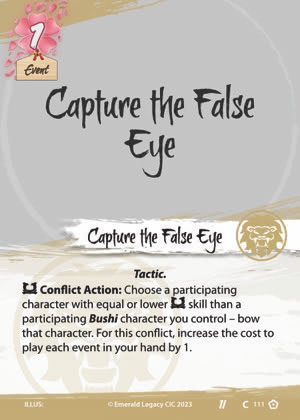 1
Event
Capture the False
Eye
Capture the False Eye
Tactic.
Conflict Action: Choose a participating
character with equal or lower skill than a
participating Bushi character you control – bow
that character. For this conflict, increase the cost to
play each event in your hand by 1.
ILLUS: © Emerald Legacy CIC 2023 C 111